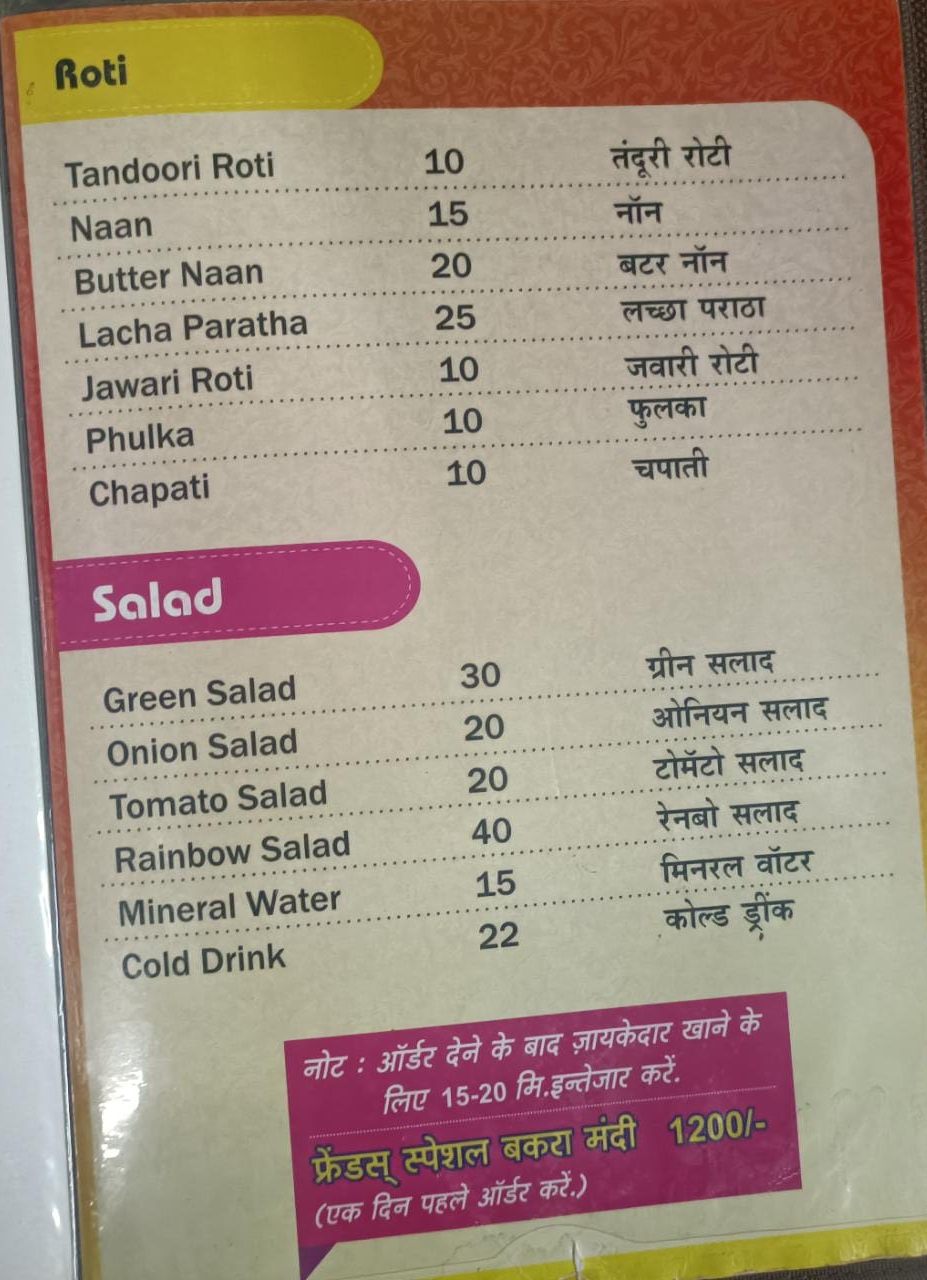 Roti
Tandoori Roti 10 तंदूरी रोटी
Naan 15 नॉन
Butter Naan 20 बटर नॉन
Lacha Paratha 25 लच्छा पराठा
Jawari Roti 10 जवारी रोटी
Phulka 10 फुलका
Chapati 10 चपाती
Salad
Green Salad 30 ग्रीन सलाद
Onion Salad 20 ओनियन सलाद
Tomato Salad 20 टोमॅटो सलाद
Rainbow Salad 40 रेनबो सलाद
Mineral Water 15 मिनरल वॉटर
Cold Drink 22 कोल्ड ड्रींक
नोट : ऑर्डर देने के बाद ज़ायकेदार खाने के
लिए 15-20 मि.इन्तेजार करें.
फ्रेंडस् स्पेशल बकरा मंदी 1200/-
(एक दिन पहले ऑर्डर करें.)